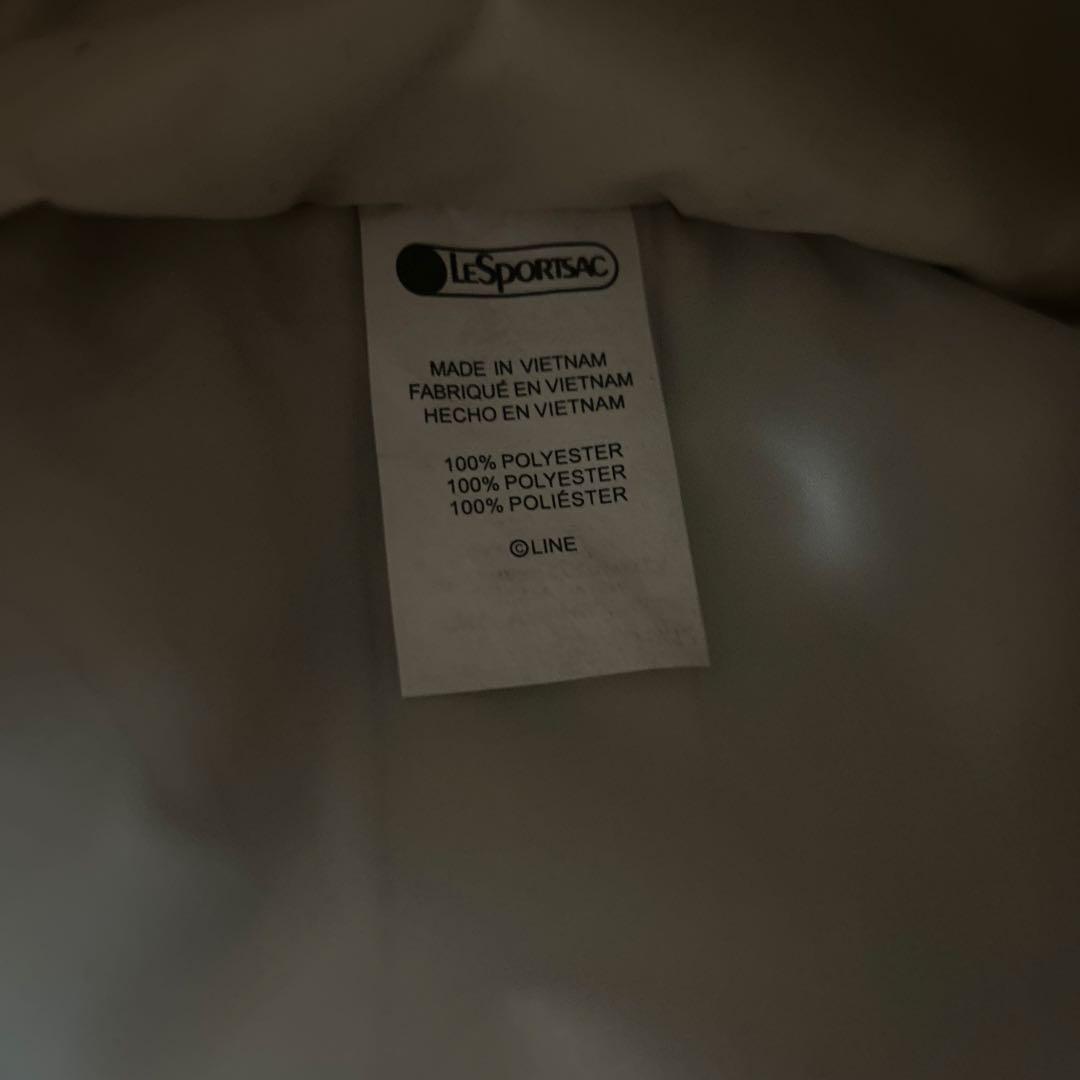 LESPORTSAC
MADE IN VIETNAM
FABRIQUÉ EN VIETNAM
HECHO EN VIETNAM
100% POLYESTER
100% POLYESTER
100% POLIÉSTER
©LINE